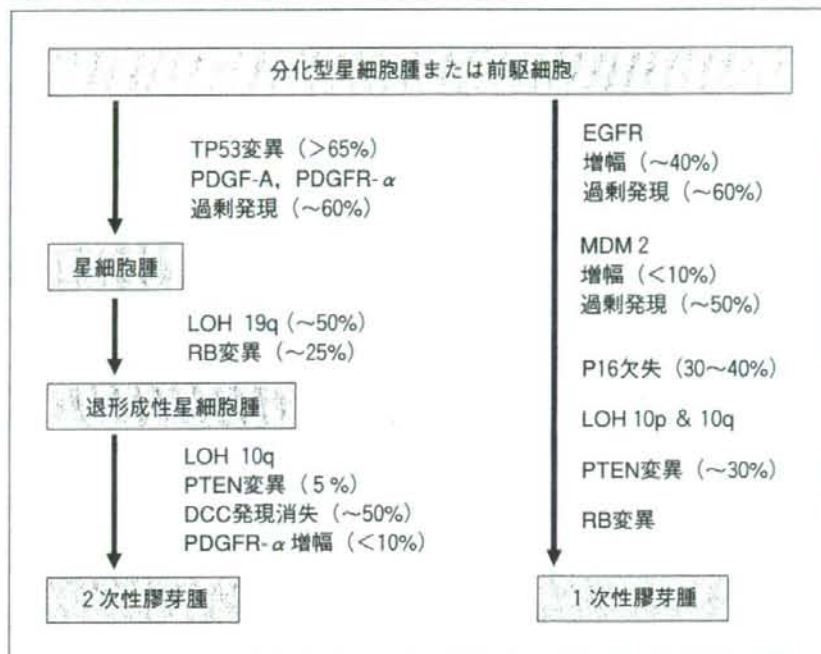 分化型星細胞腫または前駆細胞
TP53変異（>65%）
PDGF-A，PDGFR-α
過剰発現（～60%）
星細胞腫
LOH 19q（～50%）
RB変異（～25%）
退形成性星細胞腫
LOH 10q
PTEN変異（5%）
DCC発現消失（～50%）
PDGFR-α 増幅（<10%）
2次性膠芽腫
EGFR
増幅（～40%）
過剰発現（～60%）
MDM 2
増幅（<10%）
過剰発現（～50%）
P16欠失（30～40%）
LOH 10p & 10q
PTEN変異（～30%）
RB変異
1次性膠芽腫